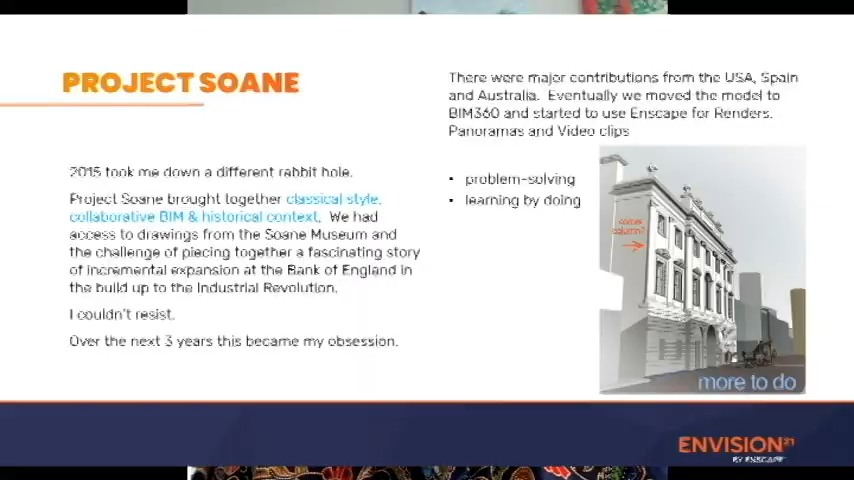 PROJECT SOANE
2015 took me down a different rabbit hole.
Project Soane brought together classical style,
collaborative BIM & historical context. We had
access to drawings from the Soane Museum and
the challenge of piecing together a fascinating story
of incremental expansion at the Bank of England in
the build up to the Industrial Revolution.
I couldn't resist.
Over the next 3 years this became my obsession.
There were major contributions from the USA, Spain
and Australia. Eventually we moved the model to
BIM360 and started to use Enscape for Renders,
Panoramas and Video clips
• problem-solving
• learning by doing
corner
column?
more to do
ENVISION21
BY ENSCAPE